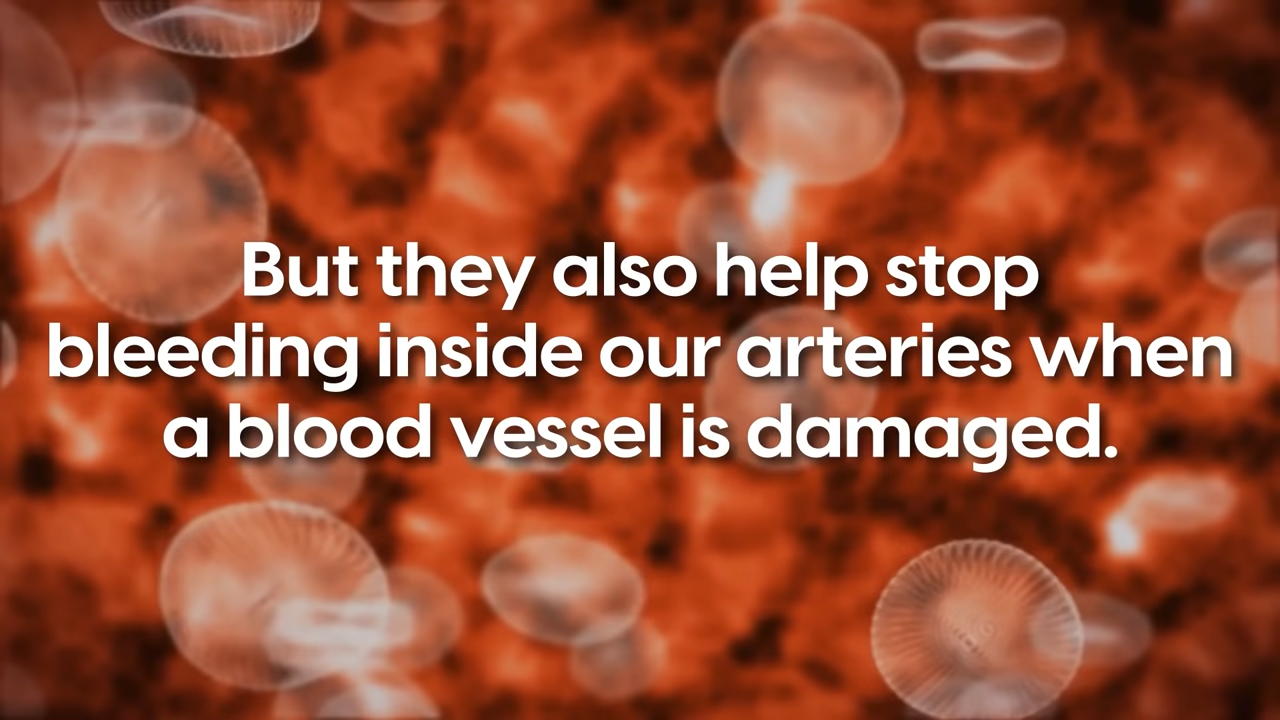 But they also help stop
bleeding inside our arteries when
a blood vessel is damaged.